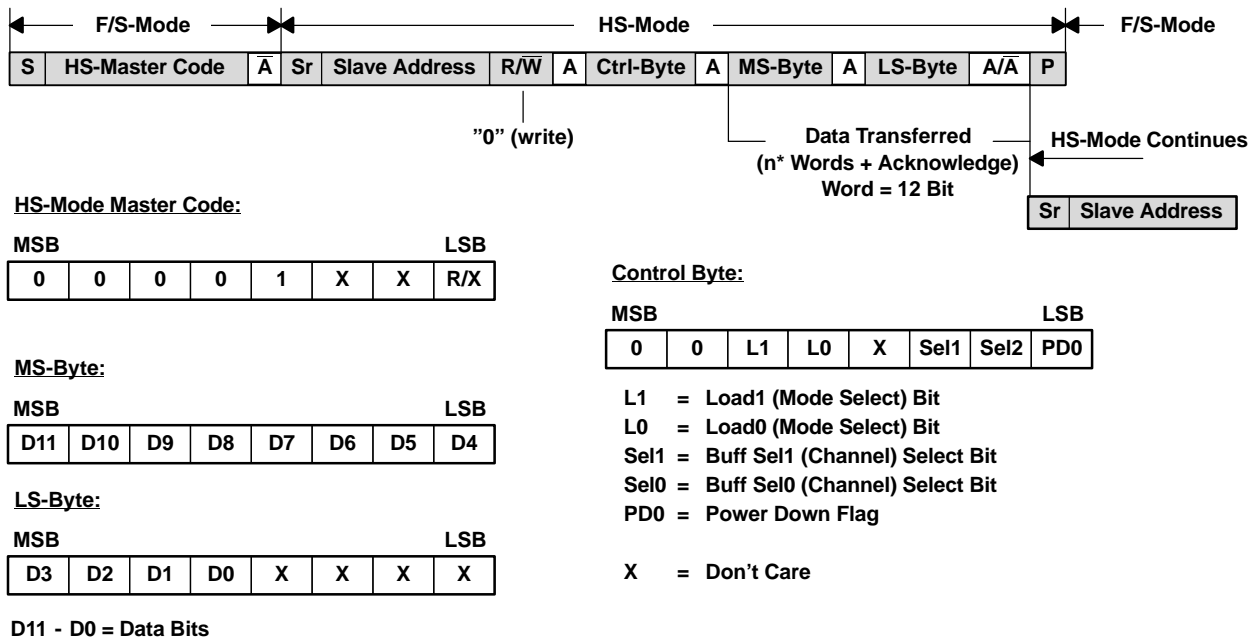 F/S-Mode HS-Mode F/S-Mode
S HS-Master Code A̅ Sr Slave Address R/W̅ A Ctrl-Byte A MS-Byte A LS-Byte A/A̅ P
”0” (write)
Data Transferred
(n* Words + Acknowledge)
Word = 12 Bit
HS-Mode Continues
Sr Slave Address
HS-Mode Master Code:
MSB LSB
0 0 0 0 1 X X R/X
MS-Byte:
MSB LSB
D11 D10 D9 D8 D7 D6 D5 D4
LS-Byte:
MSB LSB
D3 D2 D1 D0 X X X X
D11 - D0 = Data Bits
Control Byte:
MSB LSB
0 0 L1 L0 X Sel1 Sel2 PD0
L1 = Load1 (Mode Select) Bit
L0 = Load0 (Mode Select) Bit
Sel1 = Buff Sel1 (Channel) Select Bit
Sel0 = Buff Sel0 (Channel) Select Bit
PD0 = Power Down Flag
X = Don’t Care